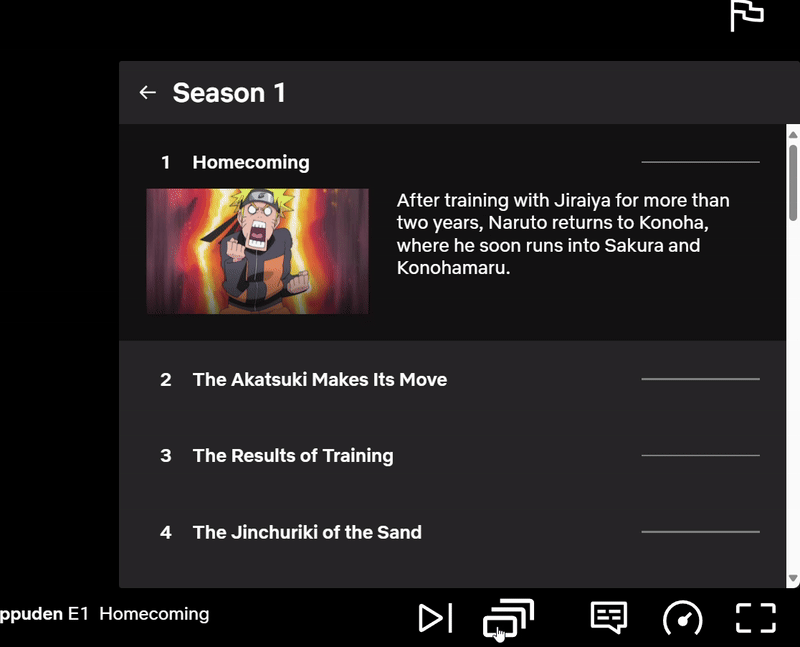 Season 1
1 Homecoming
After training with Jiraiya for more than
two years, Naruto returns to Konoha,
where he soon runs into Sakura and
Konohamaru.
2 The Akatsuki Makes Its Move
3 The Results of Training
4 The Jinchuriki of the Sand
ppuden E1 Homecoming